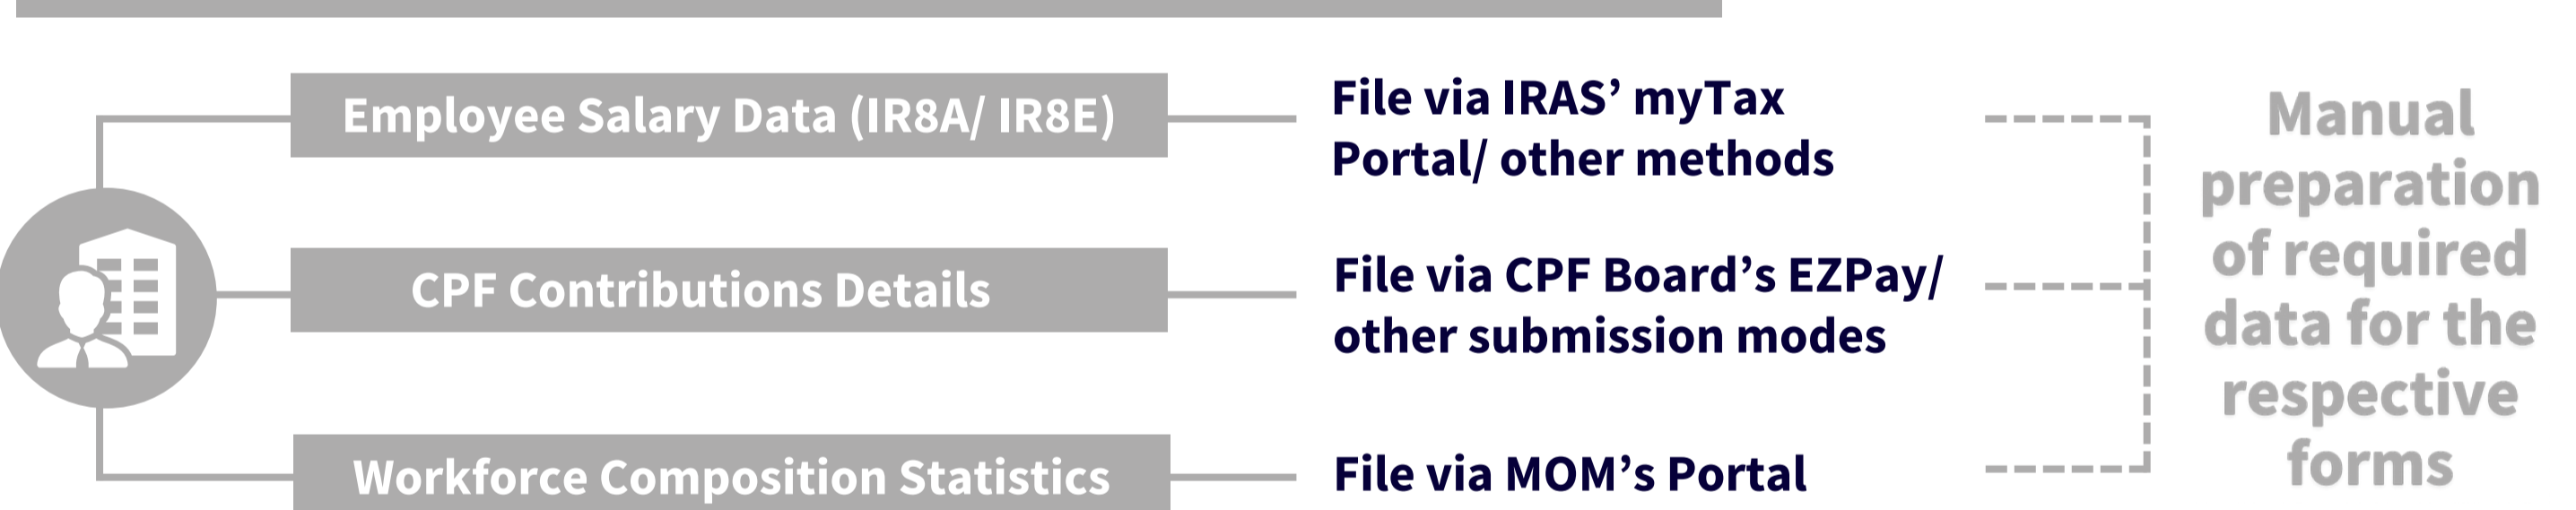 Employee Salary Data (IR8A/ IR8E)
File via IRAS’ myTax
Portal/ other methods
CPF Contributions Details
File via CPF Board’s EZPay/
other submission modes
Workforce Composition Statistics
File via MOM’s Portal
Manual
preparation
of required
data for the
respective
forms